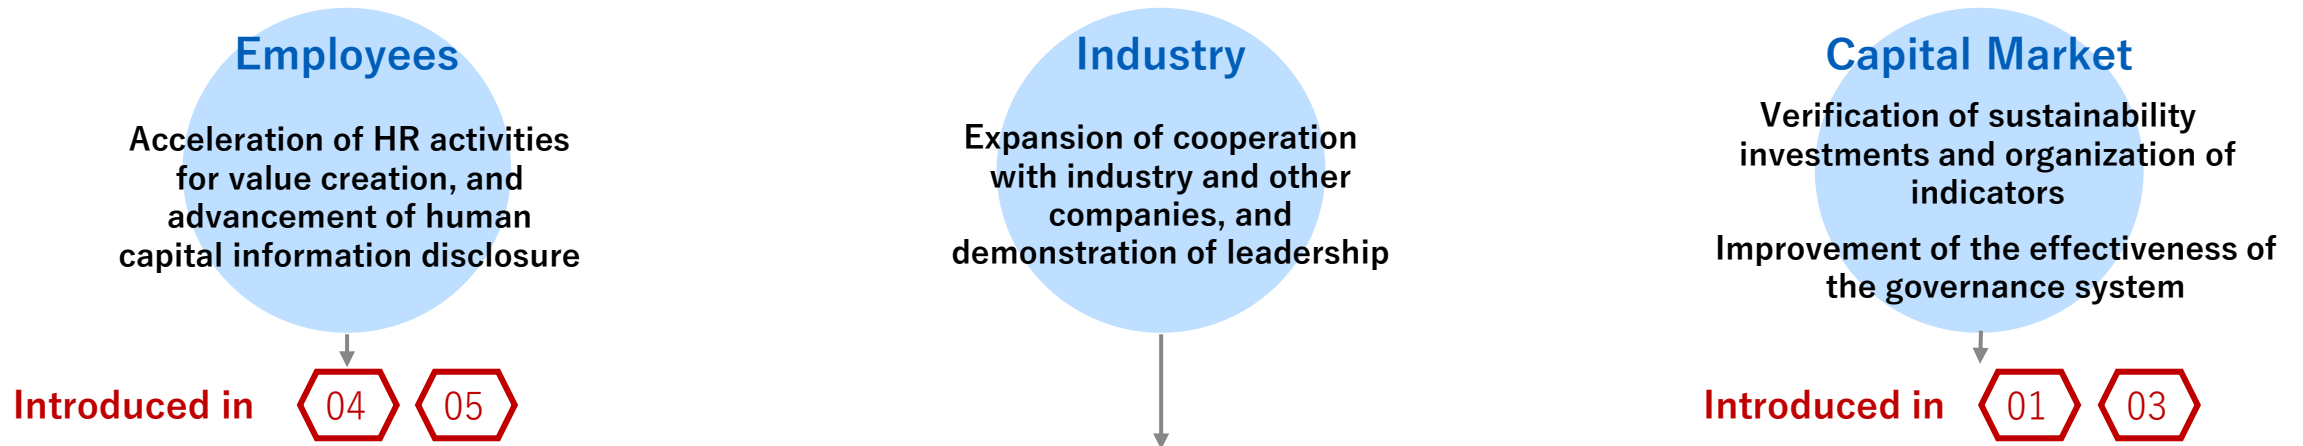 Employees
Acceleration of HR activities
for value creation, and
advancement of human
capital information disclosure
Introduced in 04 05
Industry
Expansion of cooperation
with industry and other
companies, and
demonstration of leadership
Capital Market
Verification of sustainability
investments and organization of
indicators
Improvement of the effectiveness of
the governance system
Introduced in 01 03